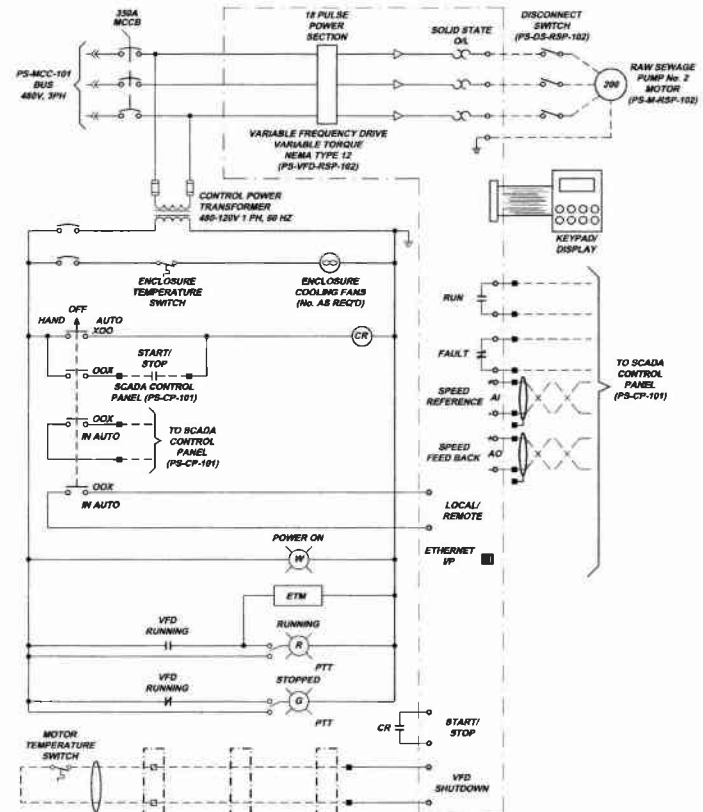 350A
MCCB
18 PULSE
POWER
SECTION
SOLID STATE
O/L
DISCONNECT
SWITCH
(PS-DS-RSP-102)
PS-MCC-101
BUS
480V, 3PH
200
RAW SEWAGE
PUMP No. 2
MOTOR
(PS-M-RSP-102)
VARIABLE FREQUENCY DRIVE
VARIABLE TORQUE
NEMA TYPE 12
(PS-VFD-RSP-102)
CONTROL POWER
TRANSFORMER
480-120V 1 PH, 60 HZ
KEYPAD/
DISPLAY
ENCLOSURE
TEMPERATURE
SWITCH
ENCLOSURE
COOLING FANS
(No. AS REQ'D)
RUN
OFF
HAND
AUTO
XOO
CR
FAULT
START/
STOP
OOX
SCADA CONTROL
PANEL (PS-CP-101)
TO SCADA
CONTROL
PANEL
(PS-CP-101)
SPEED
REFERENCE
AI
OOX
IN AUTO
TO SCADA
CONTROL
PANEL
(PS-CP-101)
SPEED
FEED BACK
AO
OOX
IN AUTO
LOCAL/
REMOTE
POWER ON
W
ETHERNET
I/P
ETM
VFD
RUNNING
RUNNING
R
PTT
VFD
RUNNING
STOPPED
G
PTT
CR
START/
STOP
MOTOR
TEMPERATURE
SWITCH
VFD
SHUTDOWN